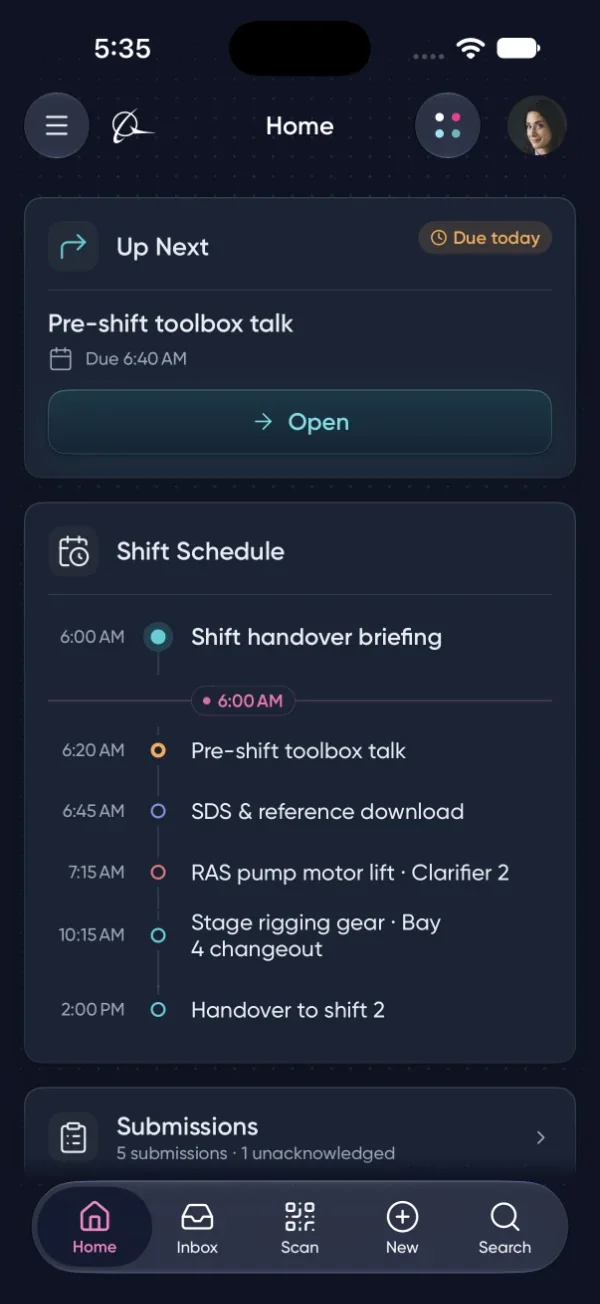 5:35
Home
Up Next
Due today
Pre-shift toolbox talk
Due 6:40 AM
Open
Shift Schedule
6:00 AM
Shift handover briefing
6:00 AM
6:20 AM
Pre-shift toolbox talk
6:45 AM
SDS & reference download
7:15 AM
RAS pump motor lift · Clarifier 2
10:15 AM
Stage rigging gear · Bay
4 changeout
2:00 PM
Handover to shift 2
Submissions
5 submissions · 1 unacknowledged
Home
Inbox
Scan
New
Search